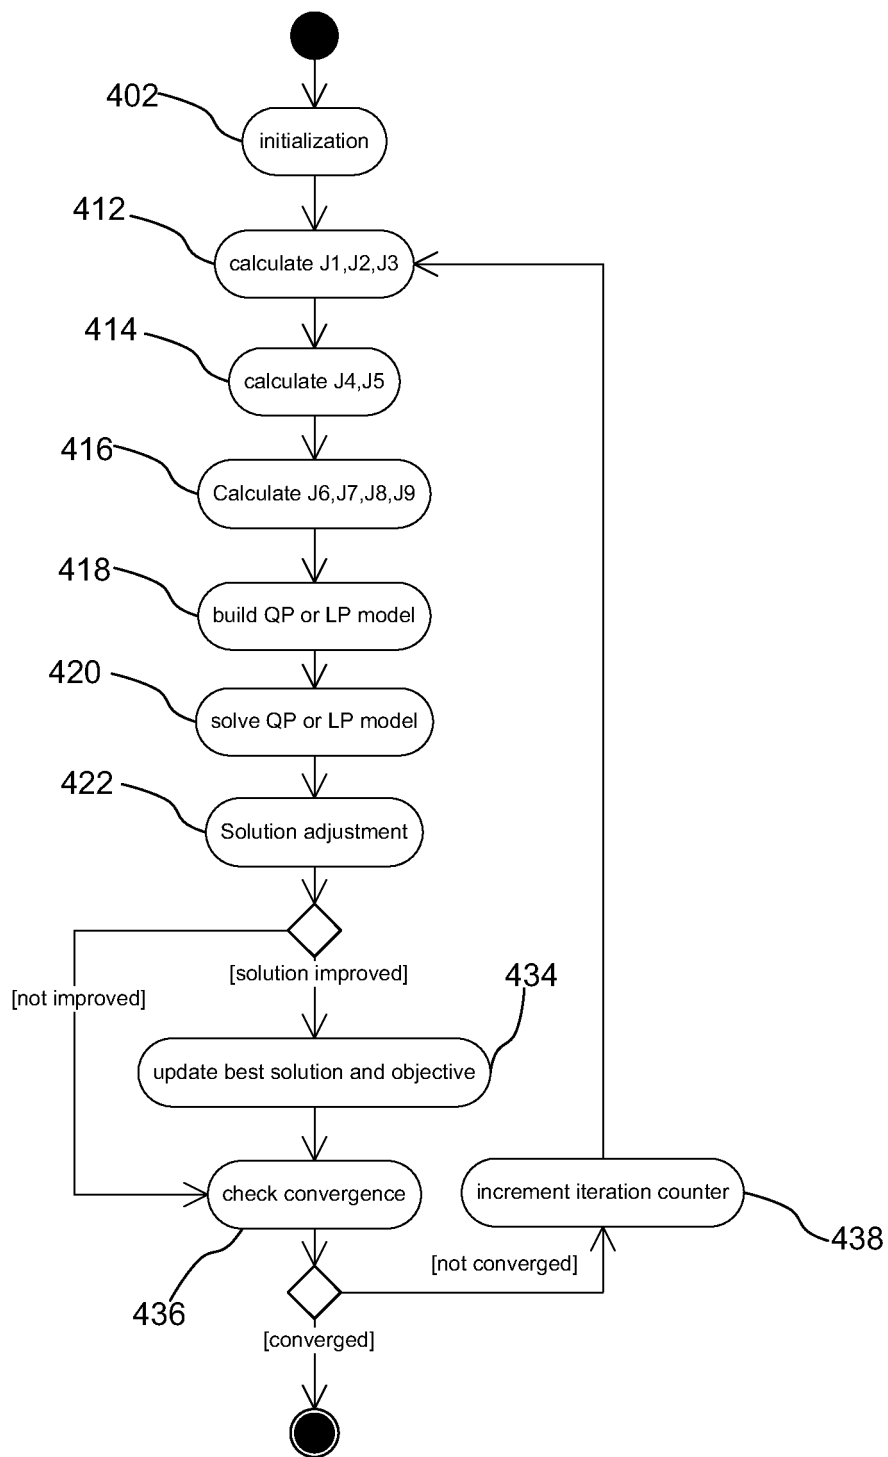 402
initialization
412
calculate J1,J2,J3
414
calculate J4,J5
416
Calculate J6,J7,J8,J9
418
build QP or LP model
420
solve QP or LP model
422
Solution adjustment
[solution improved]
[not improved]
434
update best solution and objective
check convergence
increment iteration counter
438
[not converged]
436
[converged]